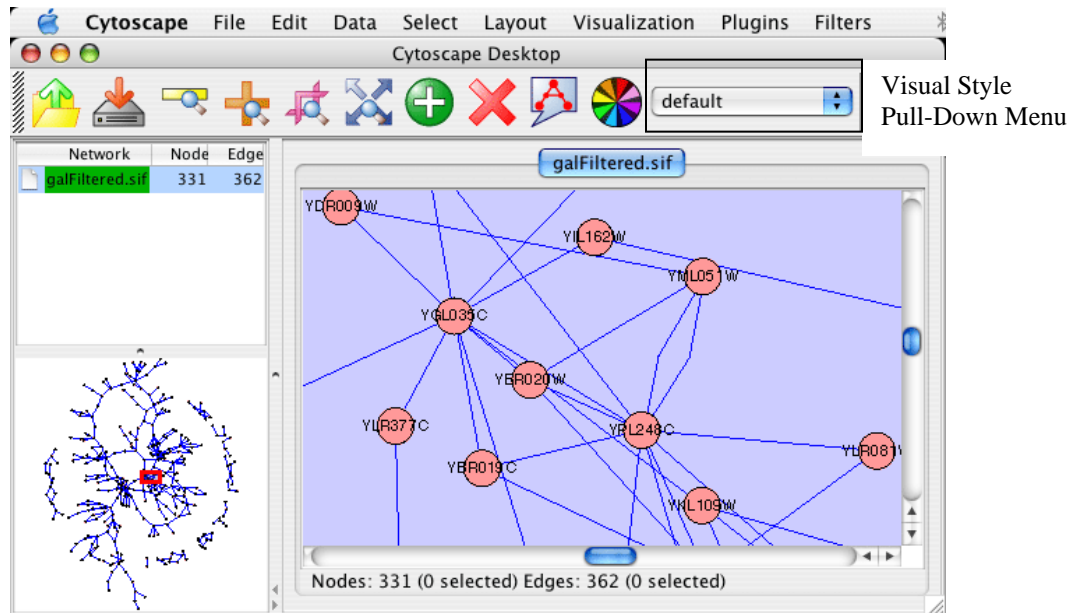 Cytoscape File Edit Data Select Layout Visualization Plugins Filters
Cytoscape Desktop
default
Visual Style
Pull-Down Menu
Network Node Edge
galFiltered.sif 331 362
galFiltered.sif
YDR009W
YIL162W
YML051W
YGL035C
YBR020W
YLR377C
YPL248C
YLR081W
YBR019C
YKL109W
Nodes: 331 (0 selected) Edges: 362 (0 selected)